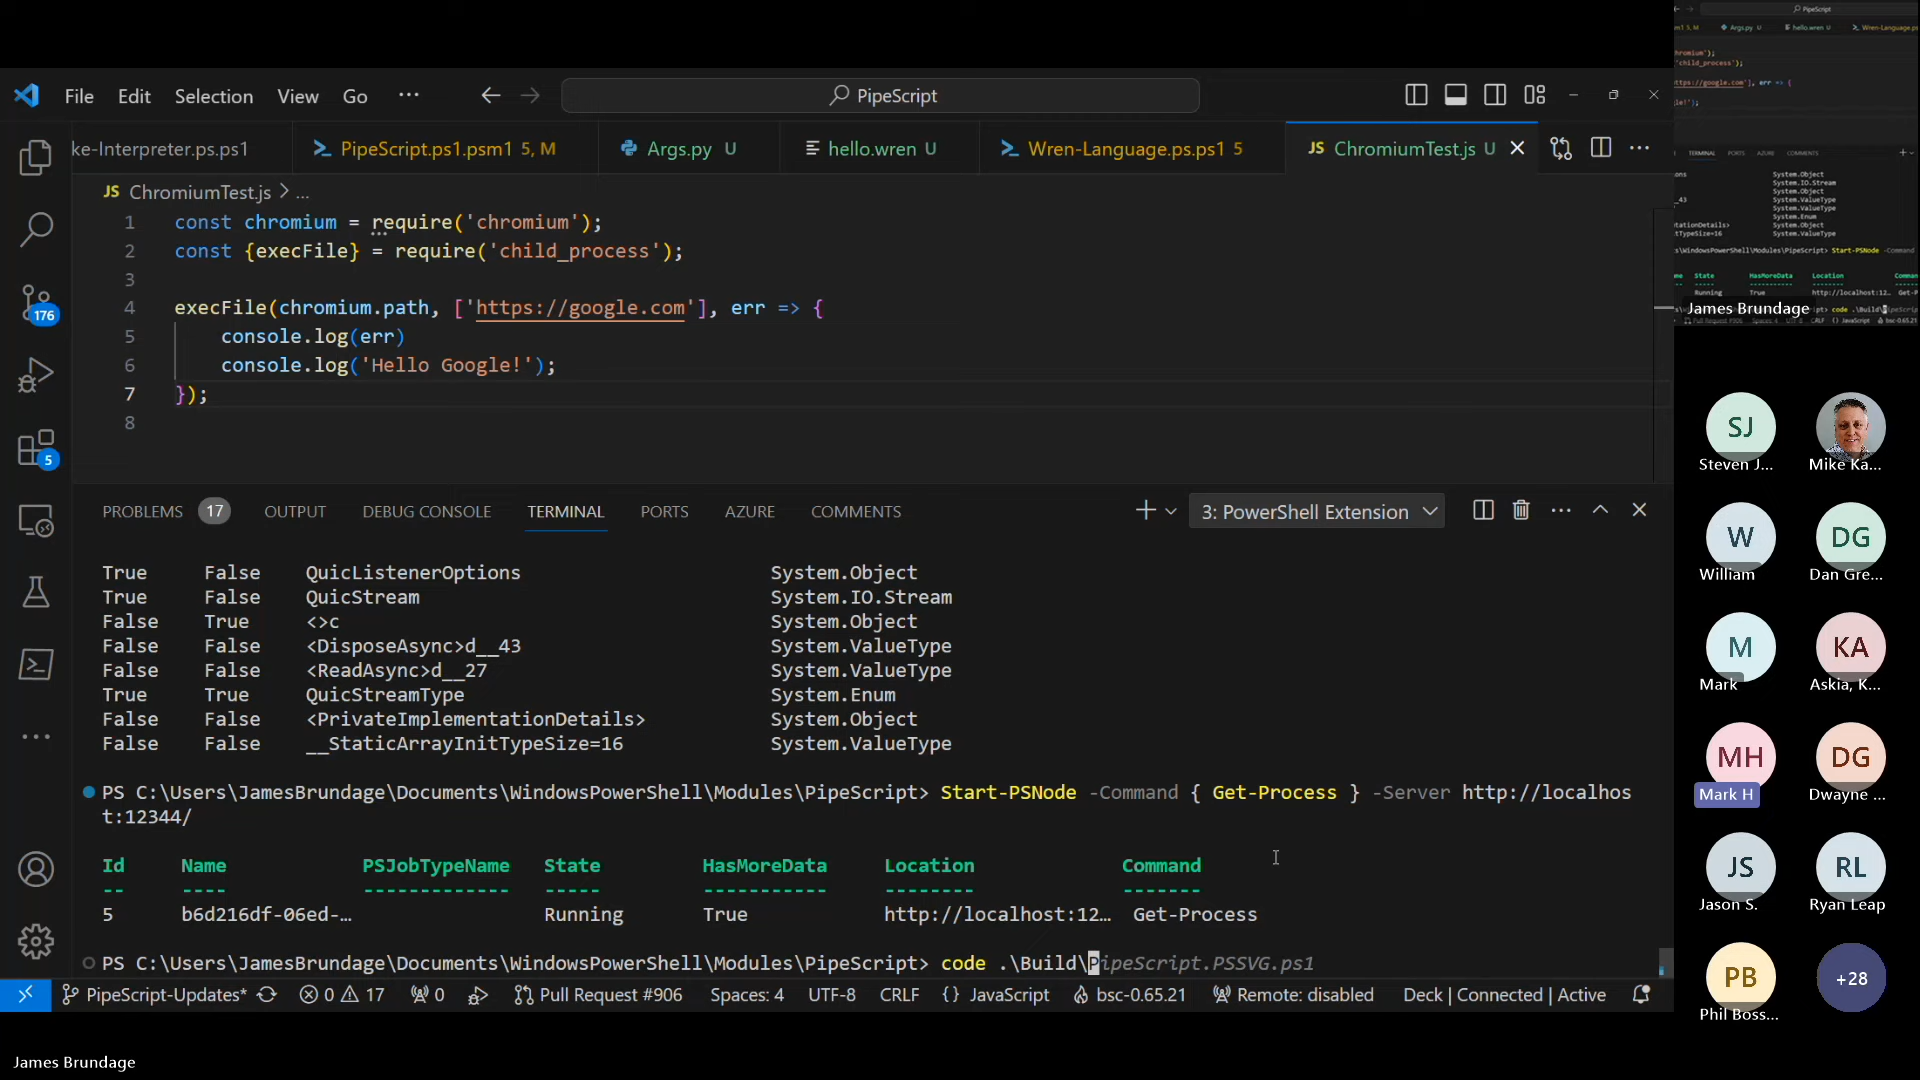 File Edit Selection View Go ··· PipeScript
ke-Interpreter.ps.ps1 PipeScript.ps1.psm1 5, M Args.py U hello.wren U Wren-Language.ps.ps1 5 JS ChromiumTest.js U
JS ChromiumTest.js > ...
1 const chromium = require('chromium');
2 const {execFile} = require('child_process');
3
4 execFile(chromium.path, ['https://google.com'], err => {
5 console.log(err)
6 console.log('Hello Google!');
7 });
8
176
5
PROBLEMS 17 OUTPUT DEBUG CONSOLE TERMINAL PORTS AZURE COMMENTS 3: PowerShell Extension
True False QuicListenerOptions System.Object
True False QuicStream System.IO.Stream
False True <>c System.Object
False False <DisposeAsync>d__43 System.ValueType
False False <ReadAsync>d__27 System.ValueType
True True QuicStreamType System.Enum
False False <PrivateImplementationDetails> System.Object
False False __StaticArrayInitTypeSize=16 System.ValueType
PS C:\Users\JamesBrundage\Documents\WindowsPowerShell\Modules\PipeScript> Start-PSNode -Command { Get-Process } -Server http://localhos
t:12344/
Id Name PSJobTypeName State HasMoreData Location Command
-- ---- ------------- ----- ----------- -------- -------
5 b6d216df-06ed-… Running True http://localhost:12… Get-Process
PS C:\Users\JamesBrundage\Documents\WindowsPowerShell\Modules\PipeScript> code .\Build\PipeScript.PSSVG.ps1
PipeScript-Updates* 0 17 0 Pull Request #906 Spaces: 4 UTF-8 CRLF {} JavaScript bsc-0.65.21 Remote: disabled Deck | Connected | Active
James Brundage
James Brundage
SJ
Steven J... Mike Ka...
W DG
William Dan Gre...
M KA
Mark Askia, K...
MH DG
Mark H Dwayne ...
JS RL
Jason S. Ryan Leap
PB +28
Phil Boss...